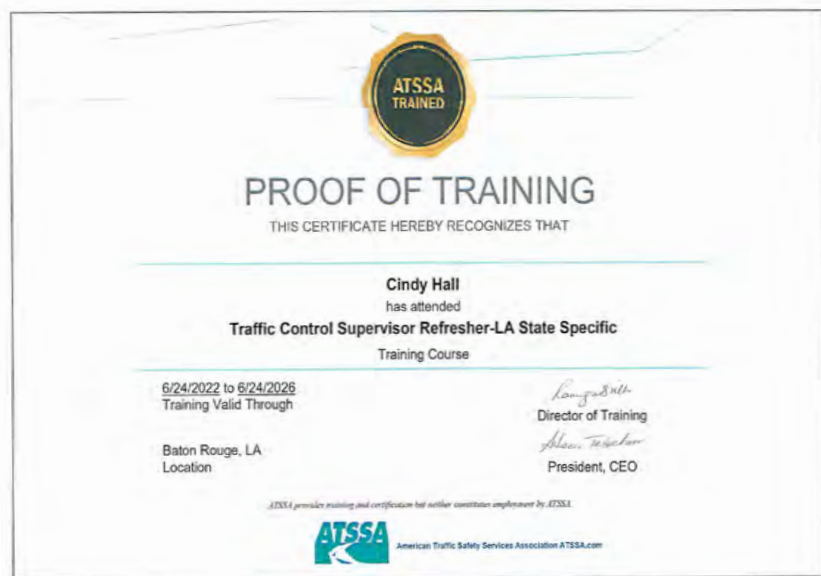 ATSSA
TRAINED
PROOF OF TRAINING
THIS CERTIFICATE HEREBY RECOGNIZES THAT
Cindy Hall
has attended
Traffic Control Supervisor Refresher-LA State Specific
Training Course
6/24/2022 to 6/24/2026
Training Valid Through
Director of Training
Baton Rouge, LA
Location
President, CEO
ATSSA provides training and certification but neither constitutes employment by ATSSA.
ATSSA
American Traffic Safety Services Association ATSSA.com